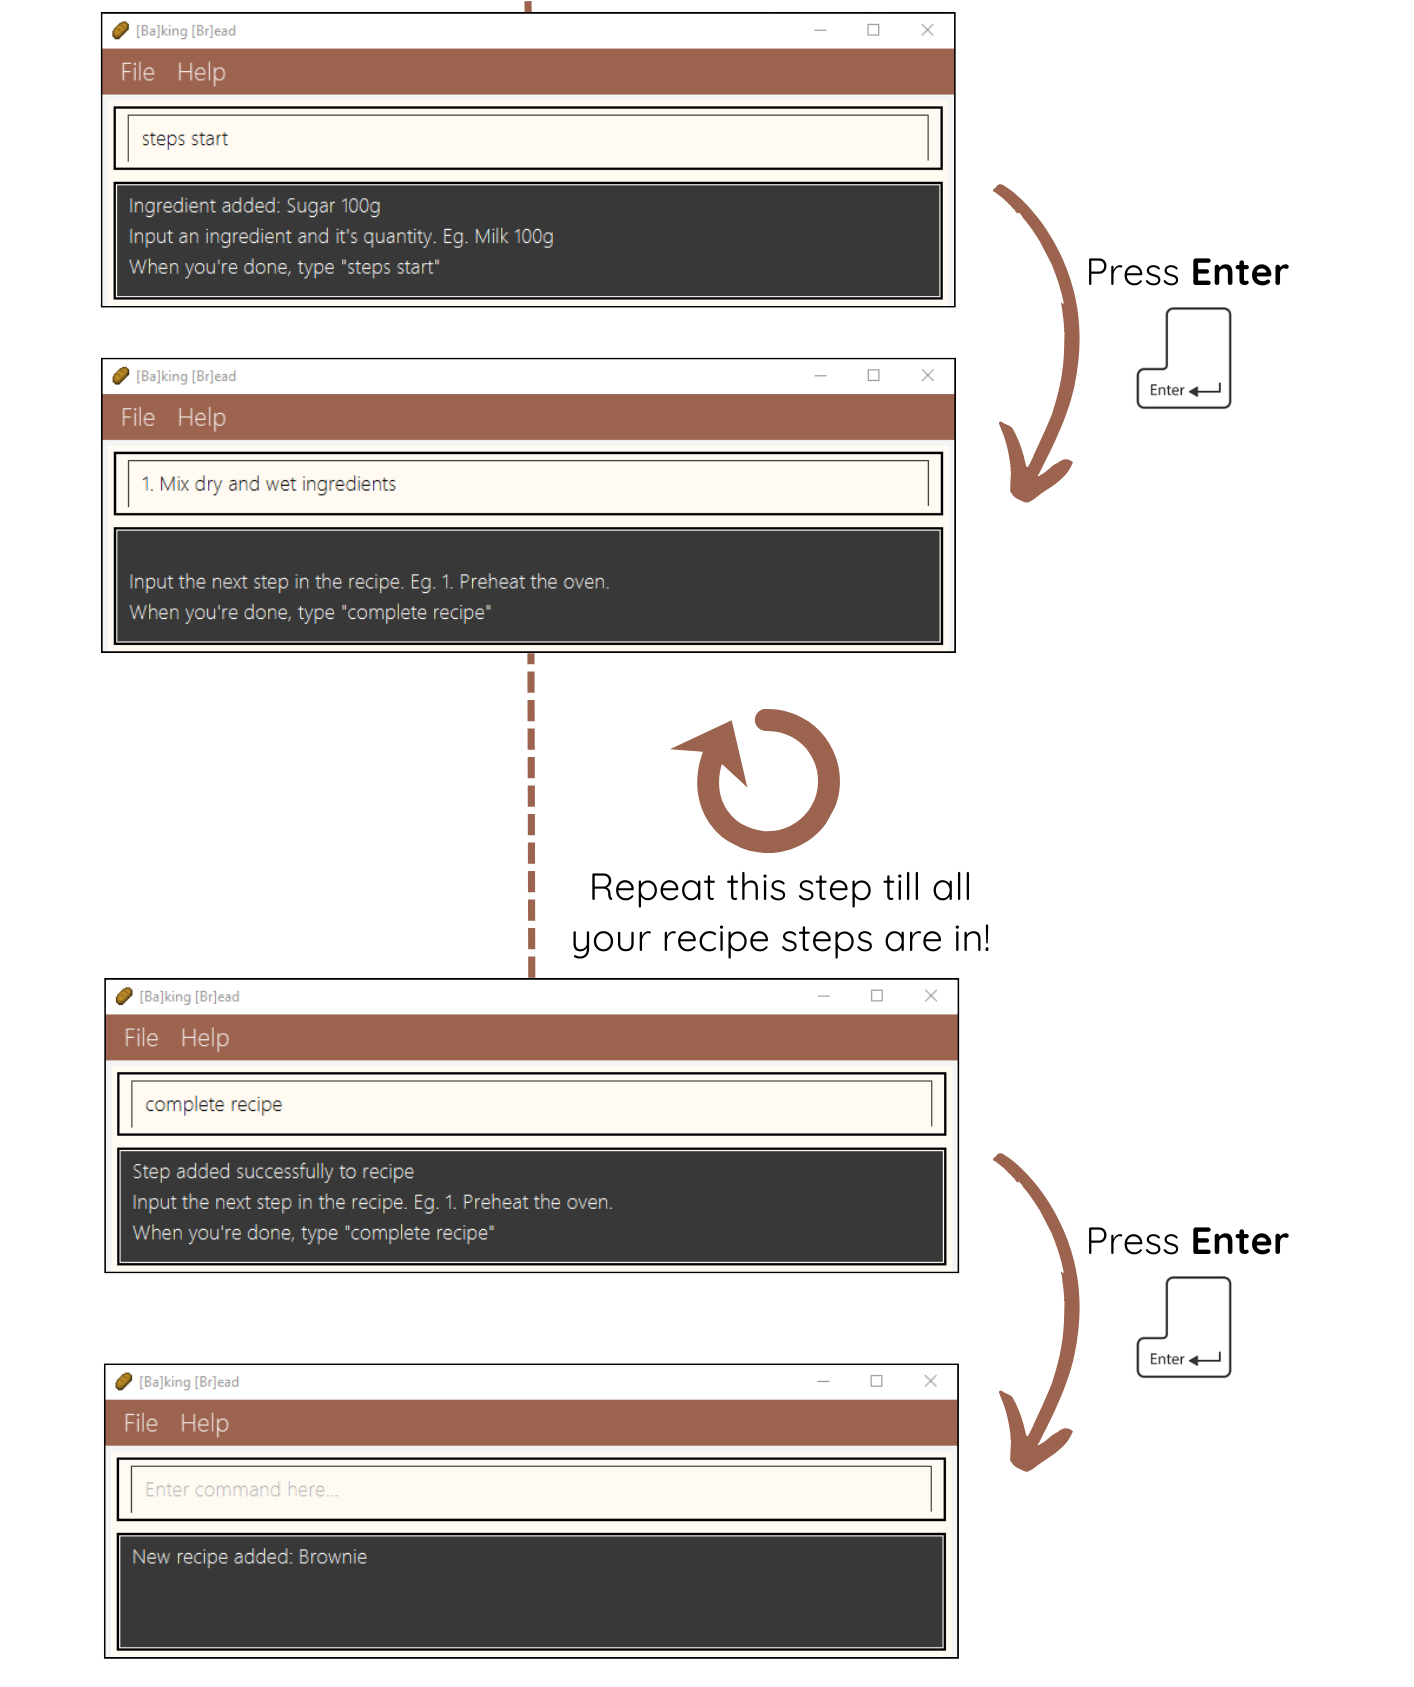 [Ba]king [Br]ead
File Help
steps start
Ingredient added: Sugar 100g
Input an ingredient and it's quantity. Eg. Milk 100g
When you're done, type "steps start"
Press Enter
Enter
[Ba]king [Br]ead
File Help
1. Mix dry and wet ingredients
Input the next step in the recipe. Eg. 1. Preheat the oven.
When you're done, type "complete recipe"
Repeat this step till all
your recipe steps are in!
[Ba]king [Br]ead
File Help
complete recipe
Step added successfully to recipe
Input the next step in the recipe. Eg. 1. Preheat the oven.
When you're done, type "complete recipe"
Press Enter
Enter
[Ba]king [Br]ead
File Help
Enter command here...
New recipe added: Brownie